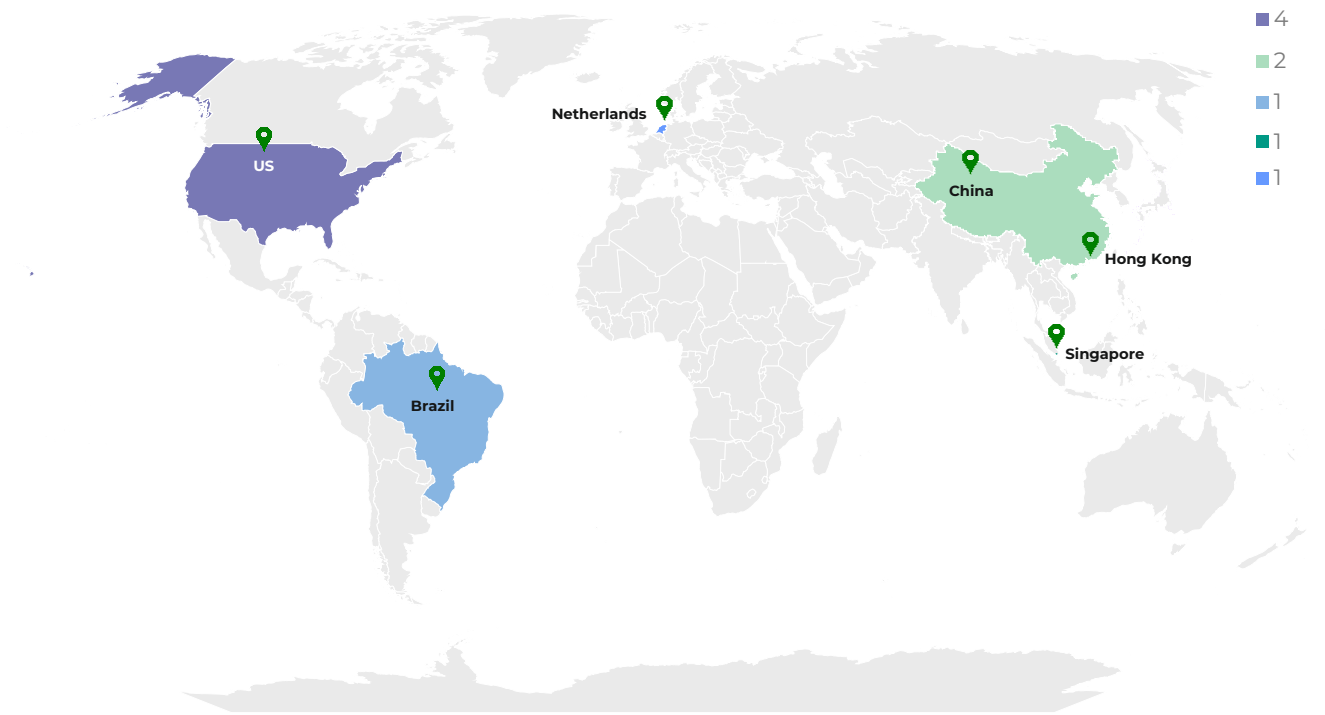 4
2
1
1
1
Netherlands
US
China
Hong Kong
Singapore
Brazil